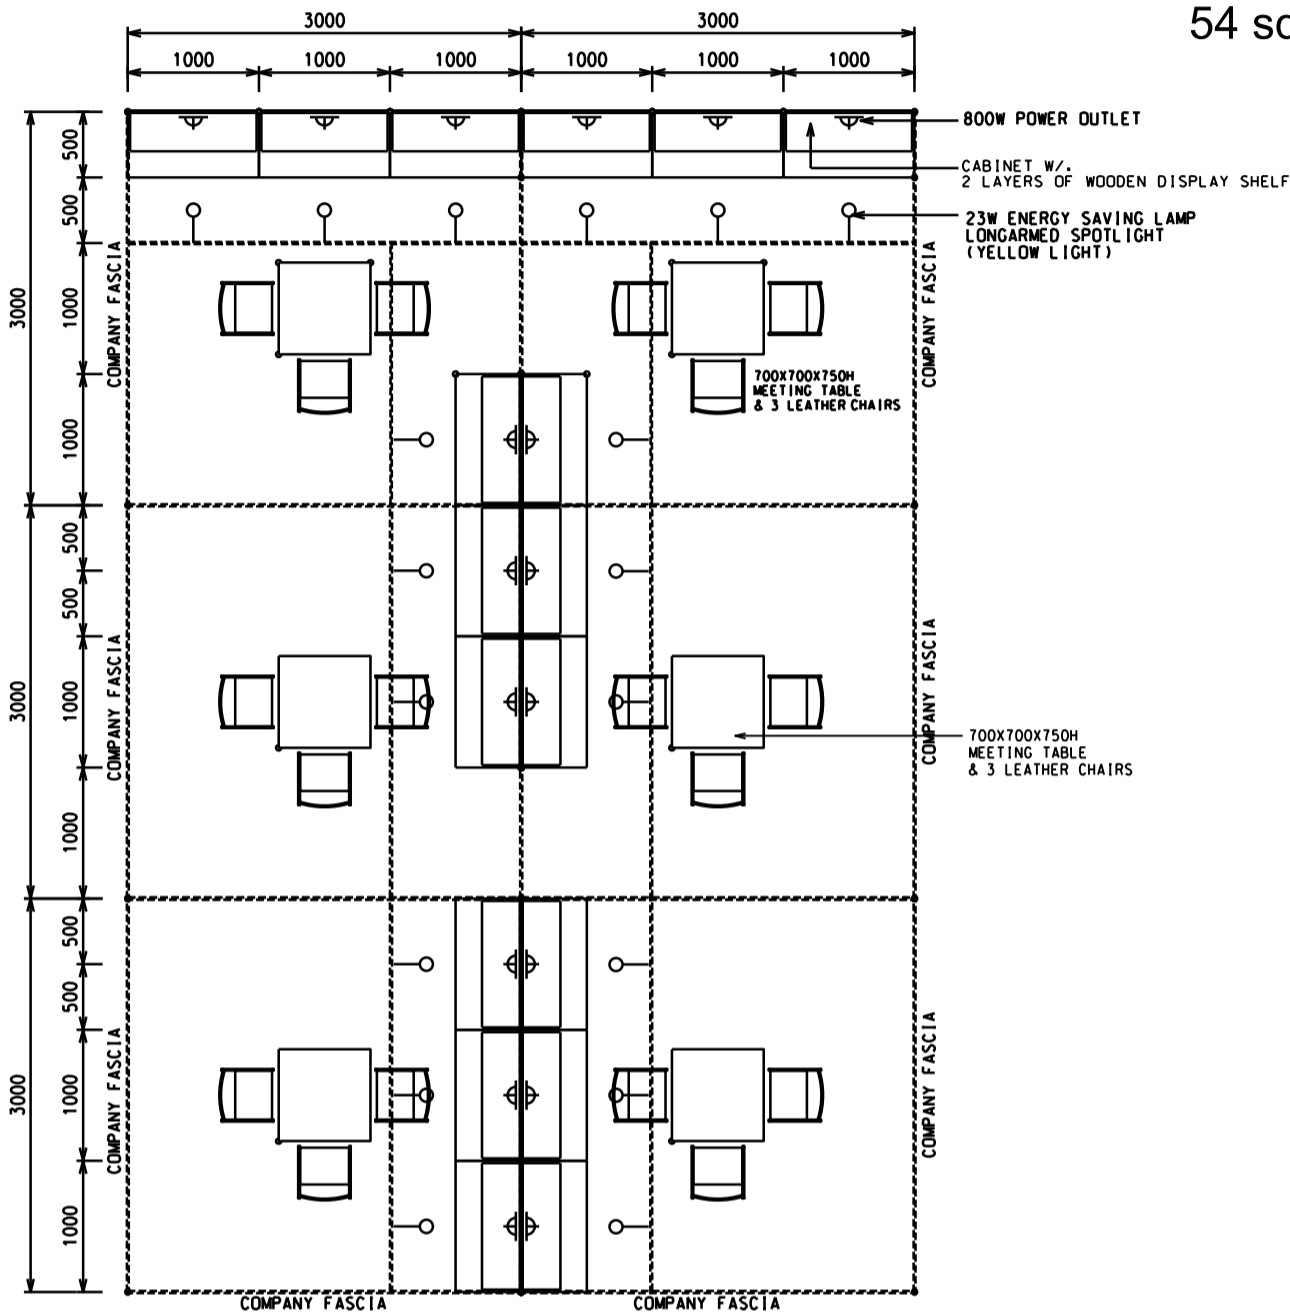 54 sq
3000
3000
1000
1000
1000
1000
1000
1000
800W POWER OUTLET
CABINET W/.
2 LAYERS OF WOODEN DISPLAY SHELF
23W ENERGY SAVING LAMP
LONGARMED SPOTLIGHT
(YELLOW LIGHT)
3000
500
500
1000
1000
COMPANY FASCIA
COMPANY FASCIA
700X700X750H
MEETING TABLE
& 3 LEATHER CHAIRS
3000
500
500
1000
1000
COMPANY FASCIA
COMPANY FASCIA
700X700X750H
MEETING TABLE
& 3 LEATHER CHAIRS
3000
500
500
1000
1000
COMPANY FASCIA
COMPANY FASCIA
COMPANY FASCIA
COMPANY FASCIA